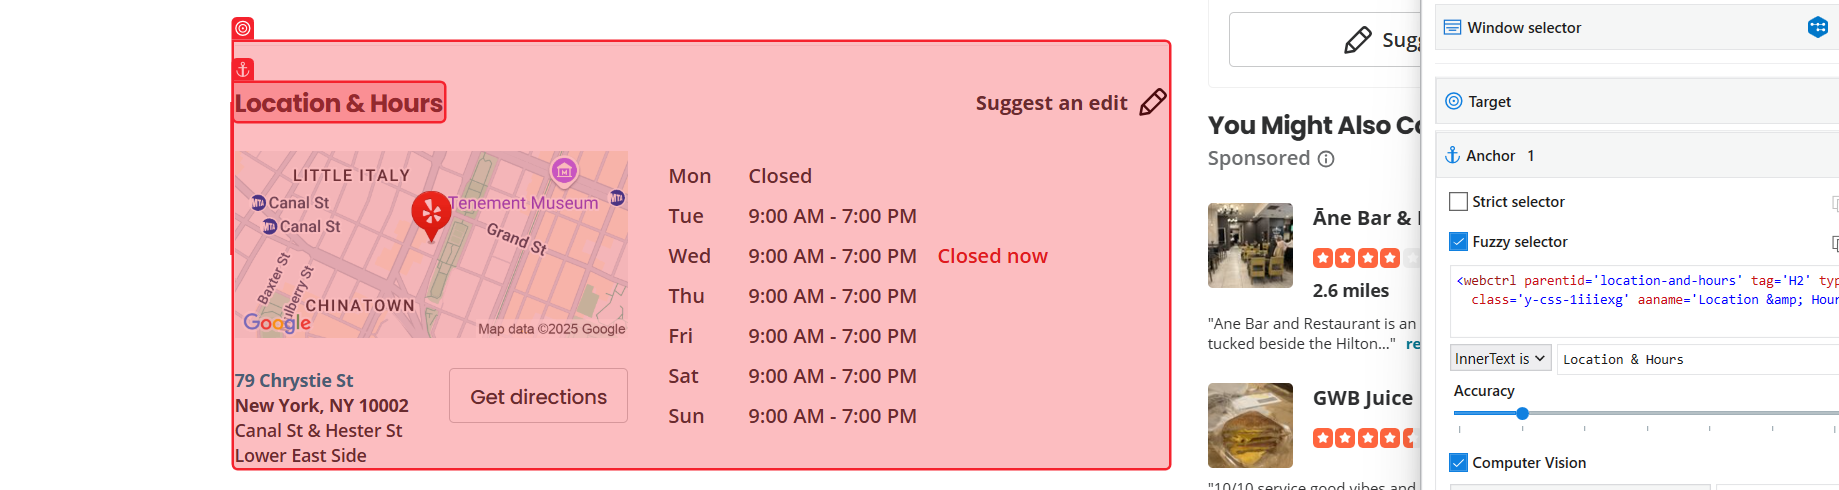 Location & Hours
Suggest an edit
LITTLE ITALY
MTA Canal St
MTA Canal St
Tenement Museum
MTA
Grand St
Baxter St
ulberry St
CHINATOWN
Google
Map data ©2025 Google
79 Chrystie St
New York, NY 10002
Canal St & Hester St
Lower East Side
Get directions
Mon Closed
Tue 9:00 AM - 7:00 PM
Wed 9:00 AM - 7:00 PM Closed now
Thu 9:00 AM - 7:00 PM
Fri 9:00 AM - 7:00 PM
Sat 9:00 AM - 7:00 PM
Sun 9:00 AM - 7:00 PM
Sugg
You Might Also Co
Sponsored
Āne Bar &
2.6 miles
"Ane Bar and Restaurant is an
tucked beside the Hilton…" re
GWB Juice
"10/10 service good vibes and
Window selector
Target
Anchor 1
Strict selector
Fuzzy selector
<webctrl parentid='location-and-hours' tag='H2' typ
class='y-css-1iiiexg' aaname='Location &amp; Hour
InnerText is Location & Hours
Accuracy
Computer Vision